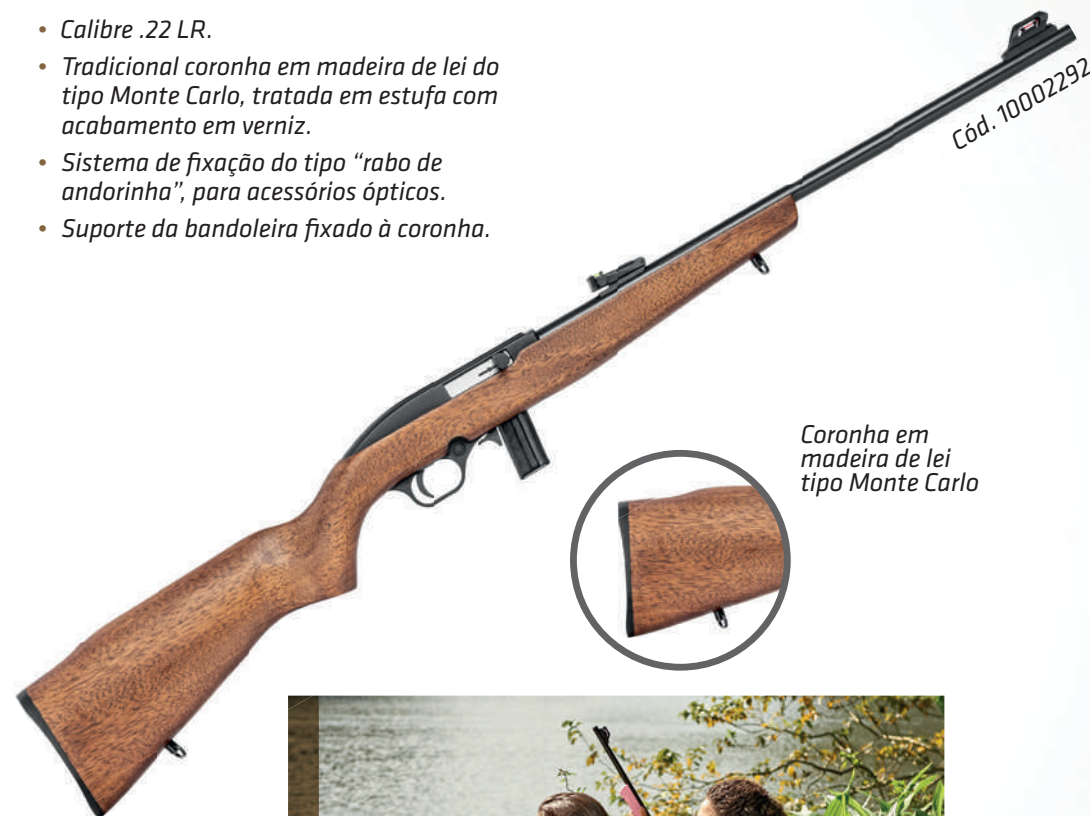 • Calibre .22 LR.
• Tradicional coronha em madeira de lei do
tipo Monte Carlo, tratada em estufa com
acabamento em verniz.
• Sistema de fixação do tipo “rabo de
andorinha”, para acessórios ópticos.
• Suporte da bandoleira fixado à coronha.
Cód. 10002292
Coronha em
madeira de lei
tipo Monte Carlo